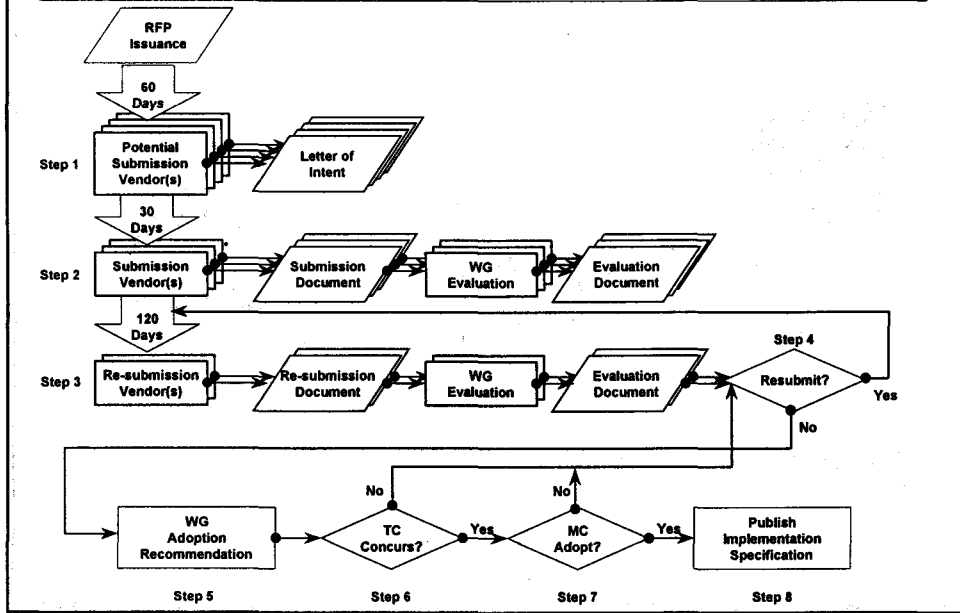 RFP
Issuance
60
Days
Step 1
Potential
Submission
Vendor(s)
Letter of
Intent
30
Days
Step 2
Submission
Vendor(s)
Submission
Document
WG
Evaluation
Evaluation
Document
120
Days
Step 3
Re-submission
Vendor(s)
Re-submission
Document
WG
Evaluation
Evaluation
Document
Step 4
Resubmit?
Yes
No
WG
Adoption
Recommendation
Step 5
No
TC
Concurs?
Yes
Step 6
No
MC
Adopt?
Yes
Step 7
Publish
Implementation
Specification
Step 8